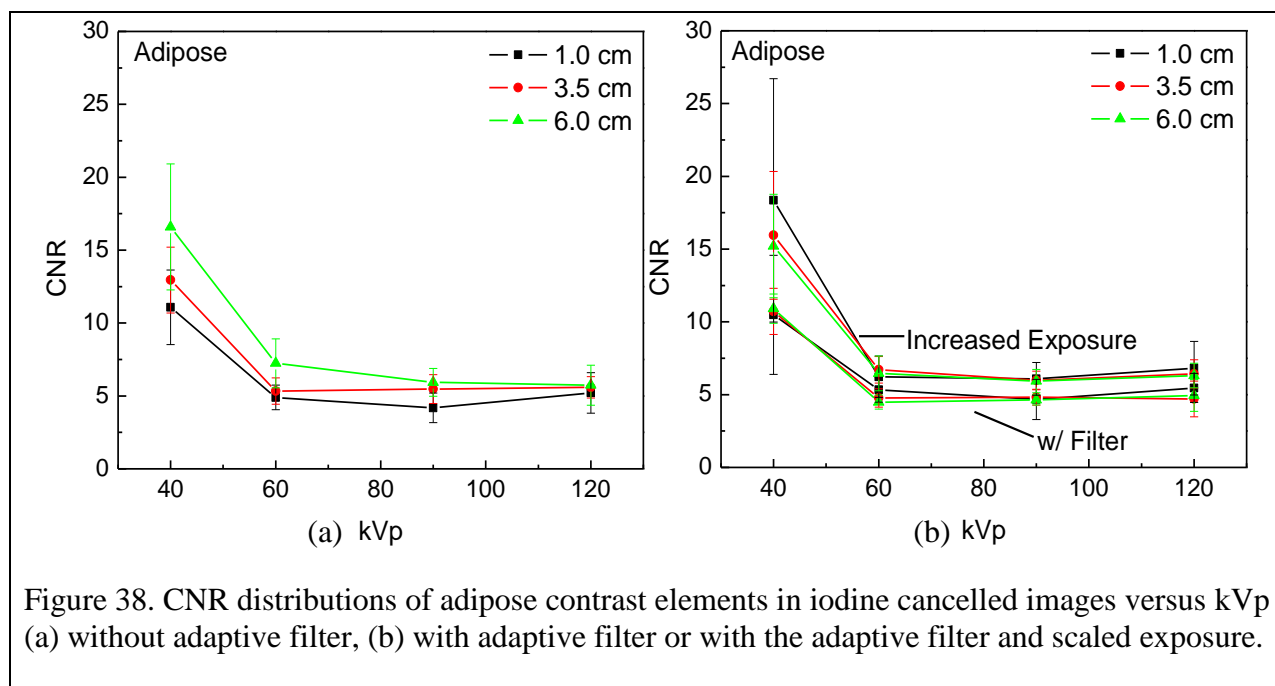 30
25
20
15
10
5
0
CNR
Adipose
1.0 cm
3.5 cm
6.0 cm
40 60 80 100 120
(a) kVp
30
25
20
15
10
5
0
CNR
Adipose
1.0 cm
3.5 cm
6.0 cm
Increased Exposure
w/ Filter
40 60 80 100 120
(b) kVp
Figure 38. CNR distributions of adipose contrast elements in iodine cancelled images versus kVp
(a) without adaptive filter, (b) with adaptive filter or with the adaptive filter and scaled exposure.